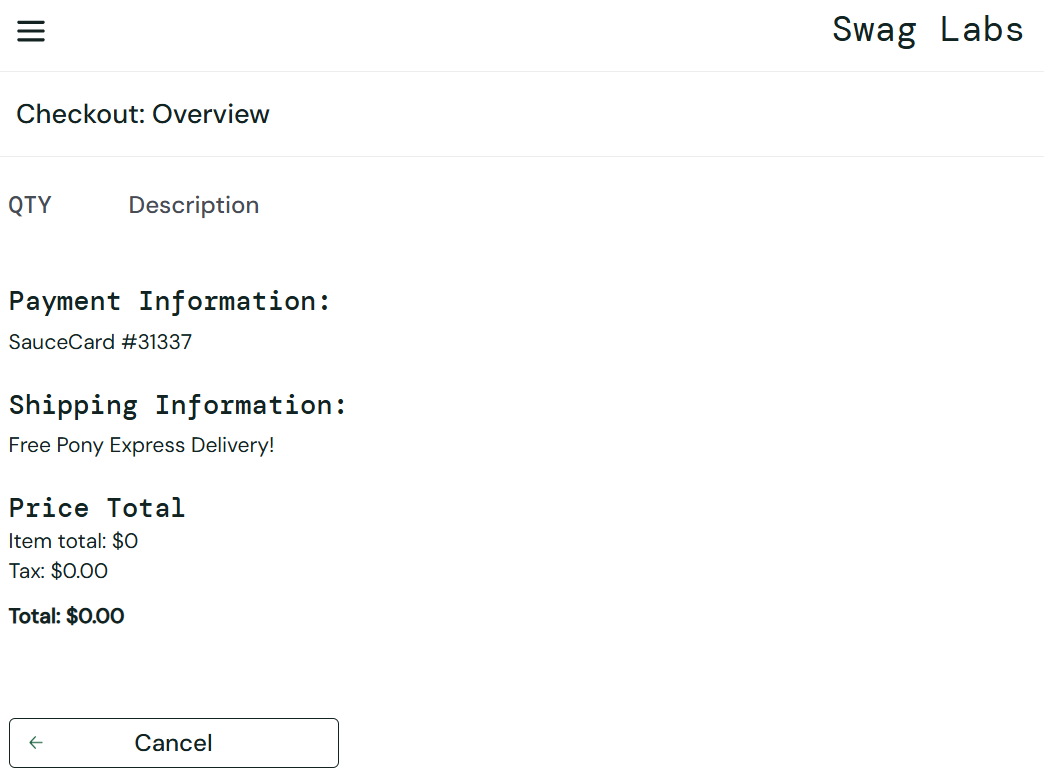 Swag Labs
Checkout: Overview
QTY Description
Payment Information:
SauceCard #31337
Shipping Information:
Free Pony Express Delivery!
Price Total
Item total: $0
Tax: $0.00
Total: $0.00
Cancel